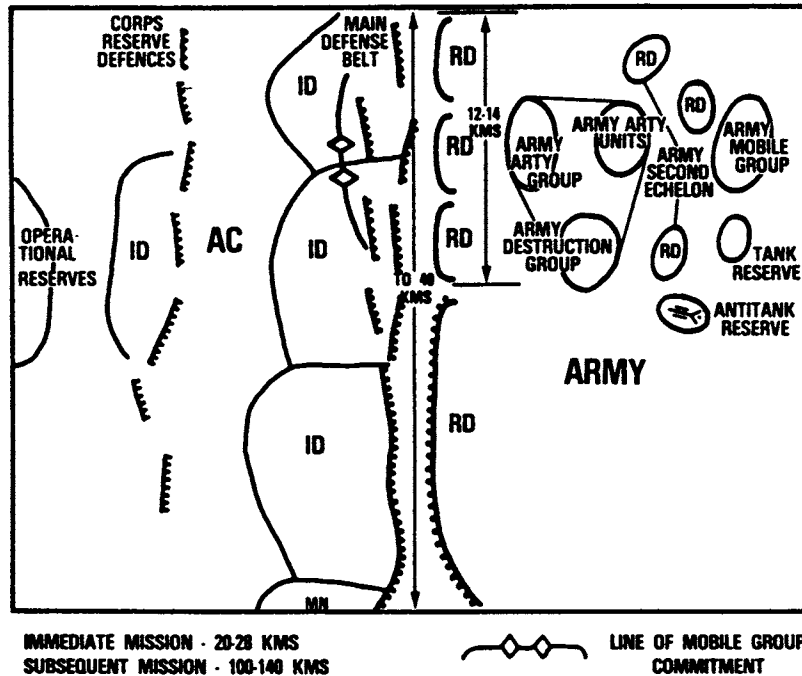 CORPS
RESERVE
DEFENCES
MAIN
DEFENSE
BELT
ID
RD
RD
12-14
KMS
RD
ARMY
ARTY
GROUP
ARMY ARTY
(UNITS)
RD
ARMY
SECOND
ECHELON
ARMY
MOBILE
GROUP
OPERA-
TIONAL
RESERVES
ID
AC
ID
TO 40
KMS
RD
ARMY
DESTRUCTION
GROUP
RD
TANK
RESERVE
ANTITANK
RESERVE
ARMY
ID
RD
IMMEDIATE MISSION - 20-28 KMS
SUBSEQUENT MISSION - 100-140 KMS
LINE OF MOBILE GROUP
COMMITMENT